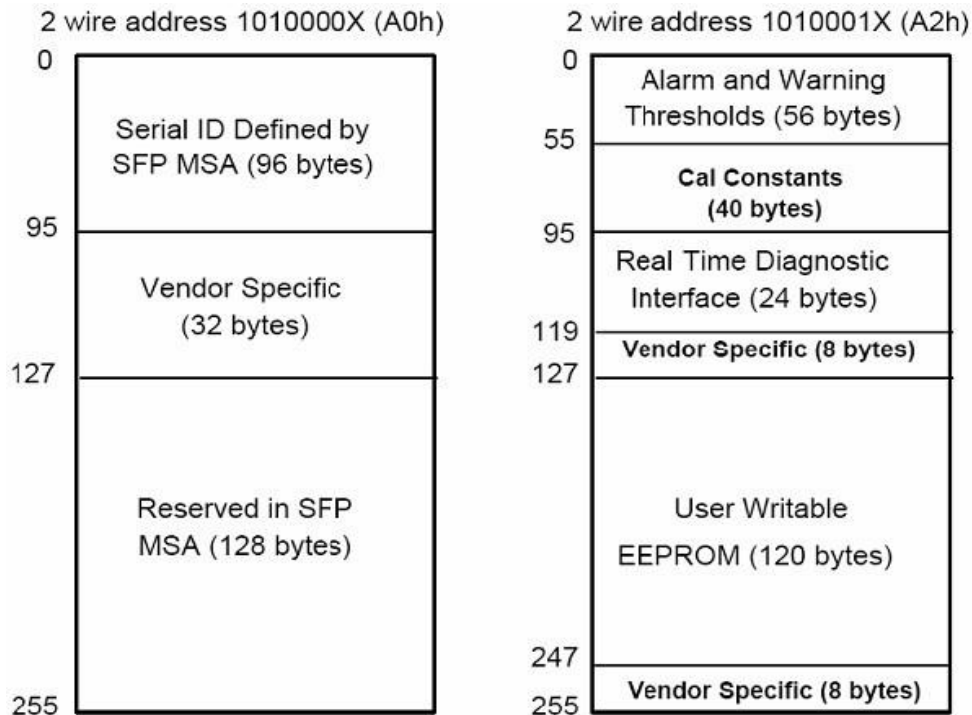 2 wire address 1010000X (A0h)
0
Serial ID Defined by
SFP MSA (96 bytes)
95
Vendor Specific
(32 bytes)
127
Reserved in SFP
MSA (128 bytes)
255
2 wire address 1010001X (A2h)
0
Alarm and Warning
Thresholds (56 bytes)
55
Cal Constants
(40 bytes)
95
Real Time Diagnostic
Interface (24 bytes)
119
Vendor Specific (8 bytes)
127
User Writable
EEPROM (120 bytes)
247
Vendor Specific (8 bytes)
255